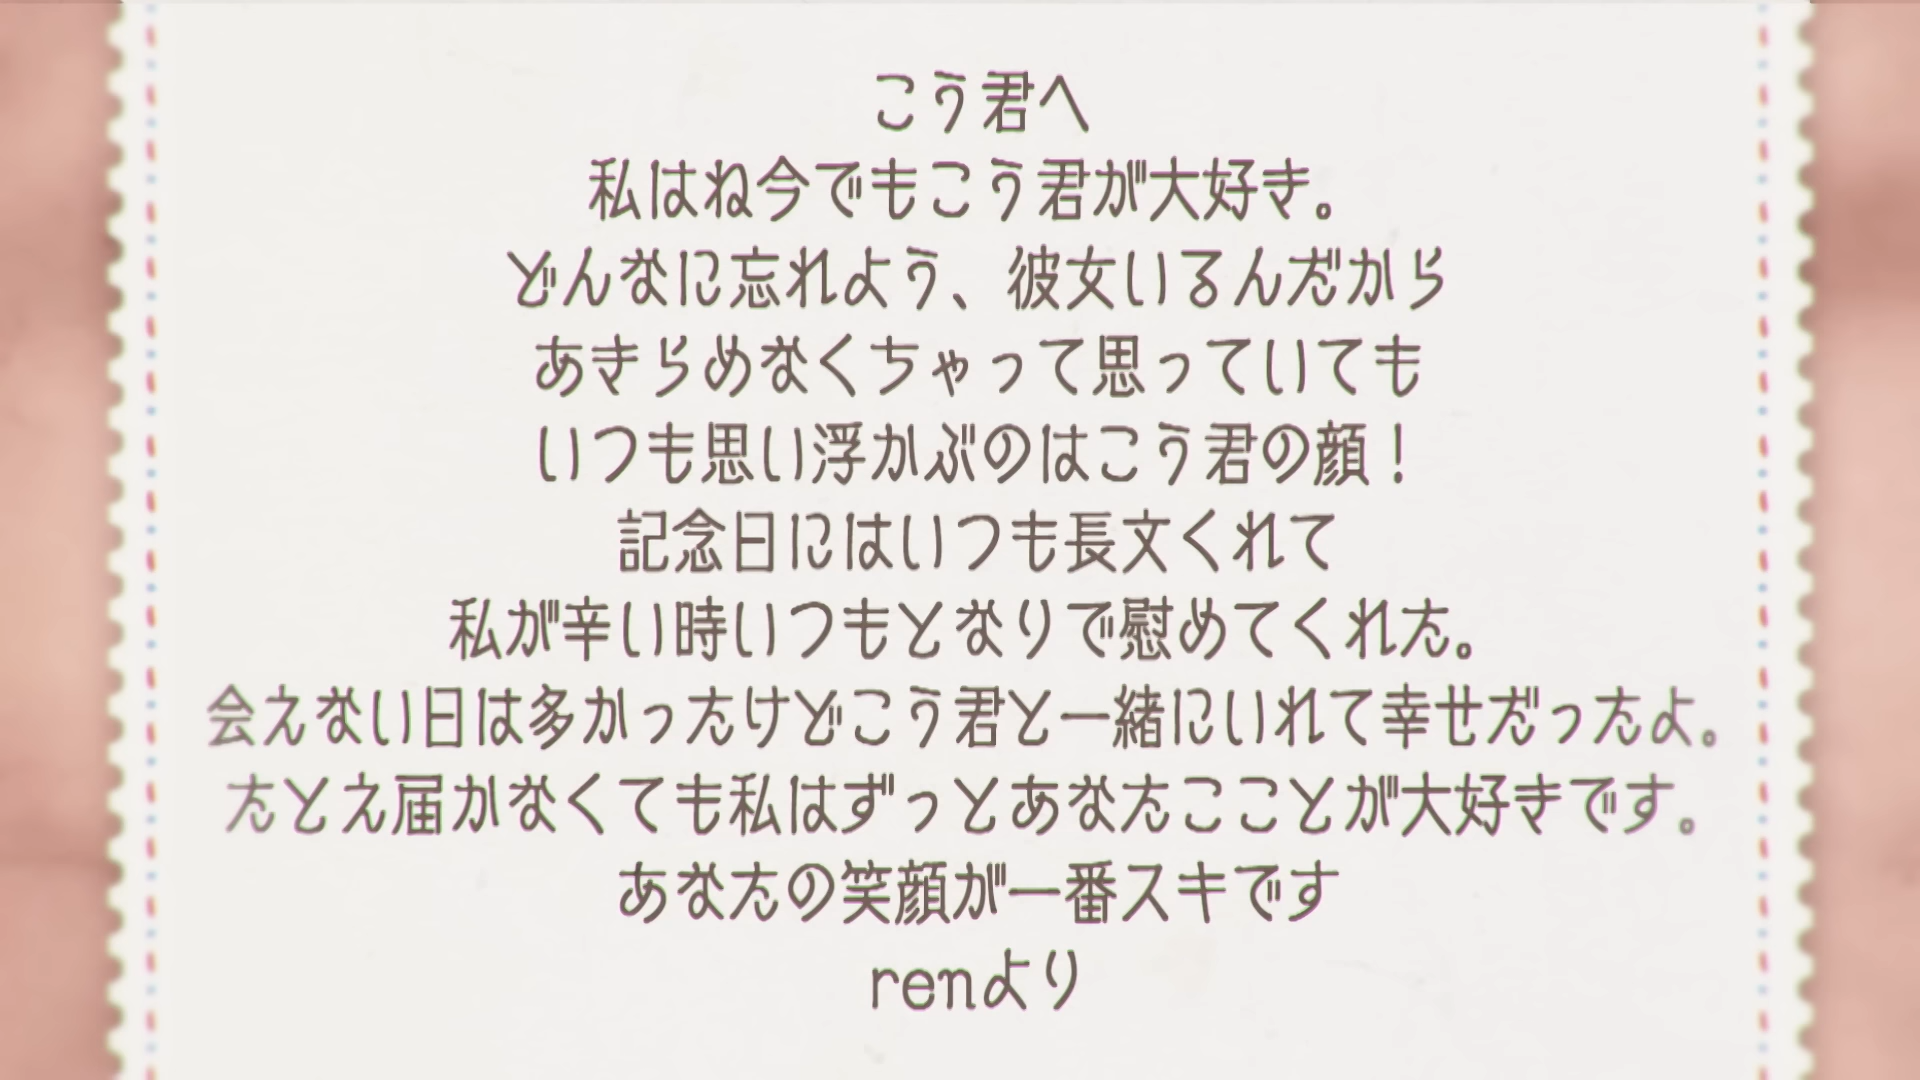 こう君へ
私はね今でもこう君が大好き。
どんなに忘れよう、彼女いるんだから
あきらめなくちゃって思っていても
いつも思い浮かぶのはこう君の顔！
記念日にはいつも長文くれて
私が辛い時いつもとなりで慰めてくれた。
会えない日は多かったけどこう君と一緒にいれて幸せだったよ。
たとえ届かなくても私はずっとあなたこことが大好きです。
あなたの笑顔が一番スキです
renより